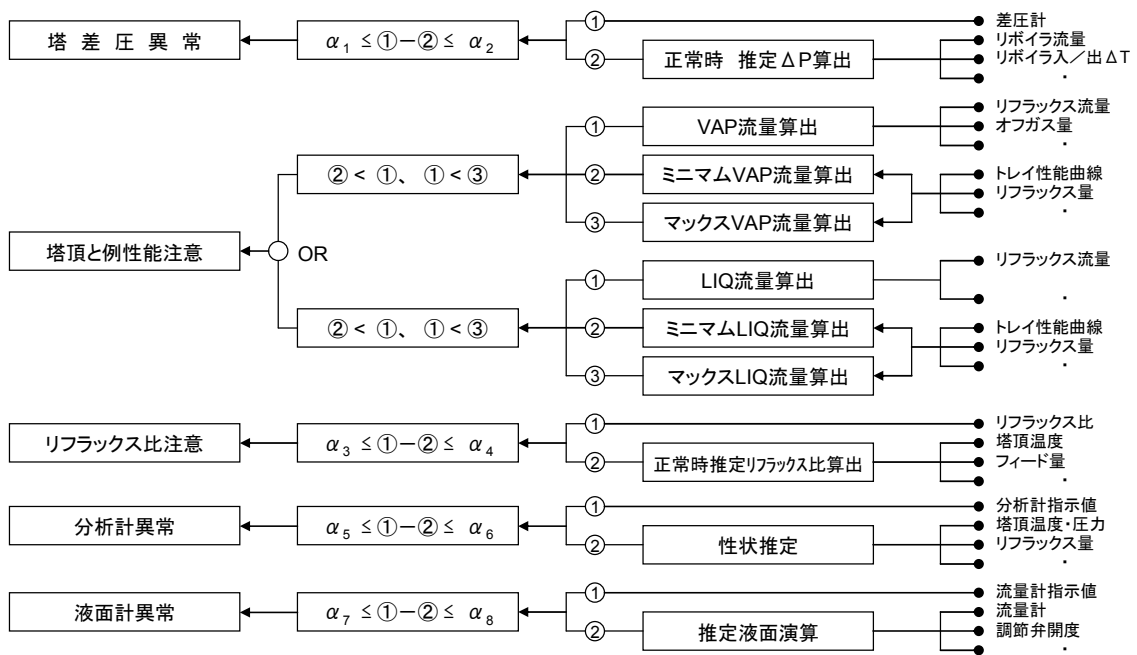 塔 差 圧 異 常
α1 ≤①-②≤ α2
①
差圧計
②
正常時 推定ΔP算出
リボイラ流量
リボイラ入/出ΔT
・
塔頂と例性能注意
OR
② < ①、 ① < ③
①
VAP流量算出
リフラックス流量
オフガス量
・
②
ミニマムVAP流量算出
③
マックスVAP流量算出
トレイ性能曲線
リフラックス量
・
② < ①、 ① < ③
①
LIQ流量算出
リフラックス流量
・
②
ミニマムLIQ流量算出
③
マックスLIQ流量算出
トレイ性能曲線
リフラックス量
・
リフラックス比注意
α3 ≤①-②≤ α4
①
リフラックス比
②
正常時推定リフラックス比算出
塔頂温度
フィード量
・
分析計異常
α5 ≤①-②≤ α6
①
分析計指示値
②
性状推定
塔頂温度・圧力
リフラックス量
・
液面計異常
α7 ≤①-②≤ α8
①
流量計指示値
②
推定液面演算
流量計
調節弁開度
・